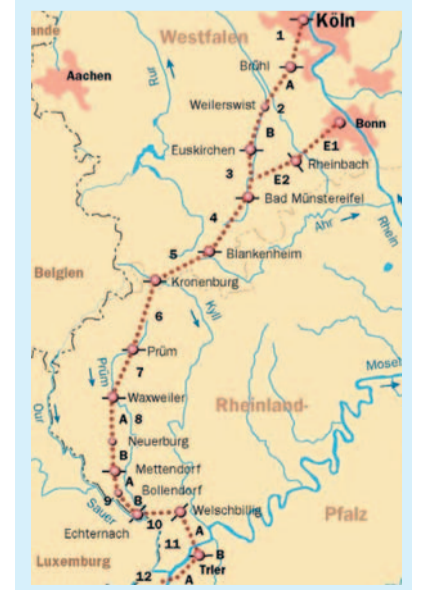 Köln
1
Westfalen
ande
Brühl
Aachen
Rur
A
Weilerswist
2
Bonn
B
Euskirchen
E1
Rheinbach
3
E2
Bad Münstereifel
4
Ahr
Rhein
5
Blankenheim
Belgien
Kronenburg
Kyll
6
Prüm
7
Prüm
Mosel
Waxweiler
Rheinland-
Our
A 8
Neuerburg
B
Mettendorf
A
Bollendorf
9
B
Sauer
Welschbillig
Pfalz
10
Echternach
11
A
B
Luxemburg
Trier
12
A